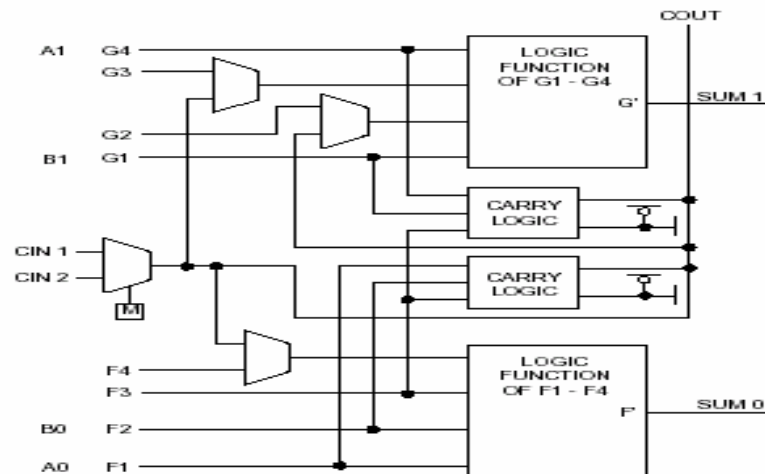 COUT
A1 G4
G3
LOGIC
FUNCTION
OF G1 - G4
G' SUM 1
G2
B1 G1
CARRY
LOGIC
CIN 1
CIN 2
M
CARRY
LOGIC
F4
F3
LOGIC
FUNCTION
OF F1 - F4
F' SUM 0
B0 F2
A0 F1